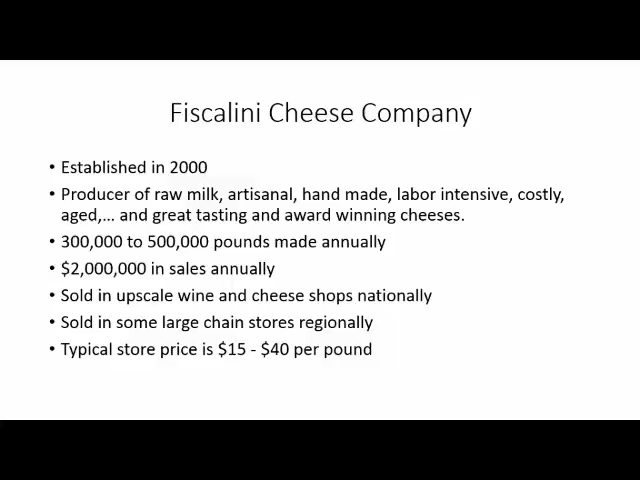 Fiscalini Cheese Company
• Established in 2000
• Producer of raw milk, artisanal, hand made, labor intensive, costly,
aged,... and great tasting and award winning cheeses.
• 300,000 to 500,000 pounds made annually
• $2,000,000 in sales annually
• Sold in upscale wine and cheese shops nationally
• Sold in some large chain stores regionally
• Typical store price is $15 - $40 per pound